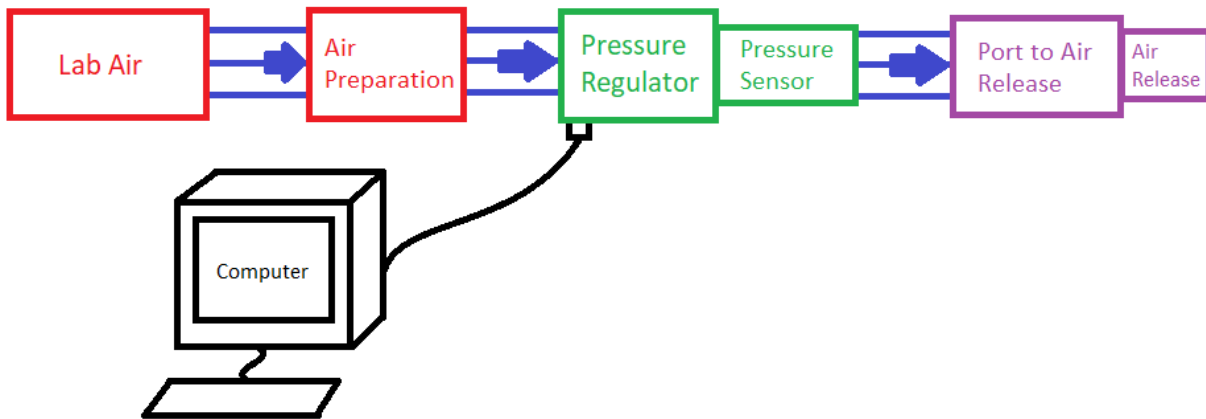 Lab Air
Air
Preparation
Pressure
Regulator
Pressure
Sensor
Port to Air
Release
Air
Release
Computer